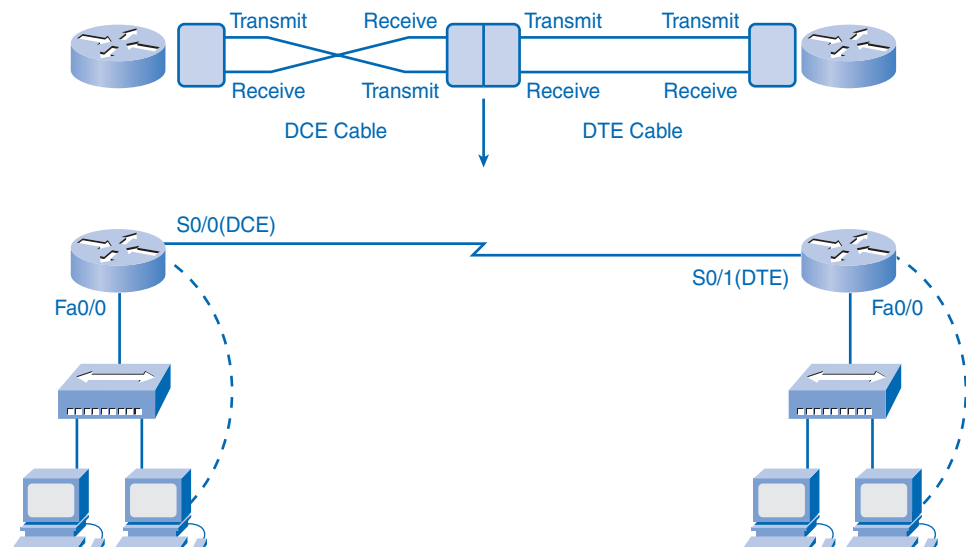 Transmit Receive Transmit Transmit
Receive Transmit Receive Receive
DCE Cable DTE Cable
S0/0(DCE)
S0/1(DTE)
Fa0/0 Fa0/0